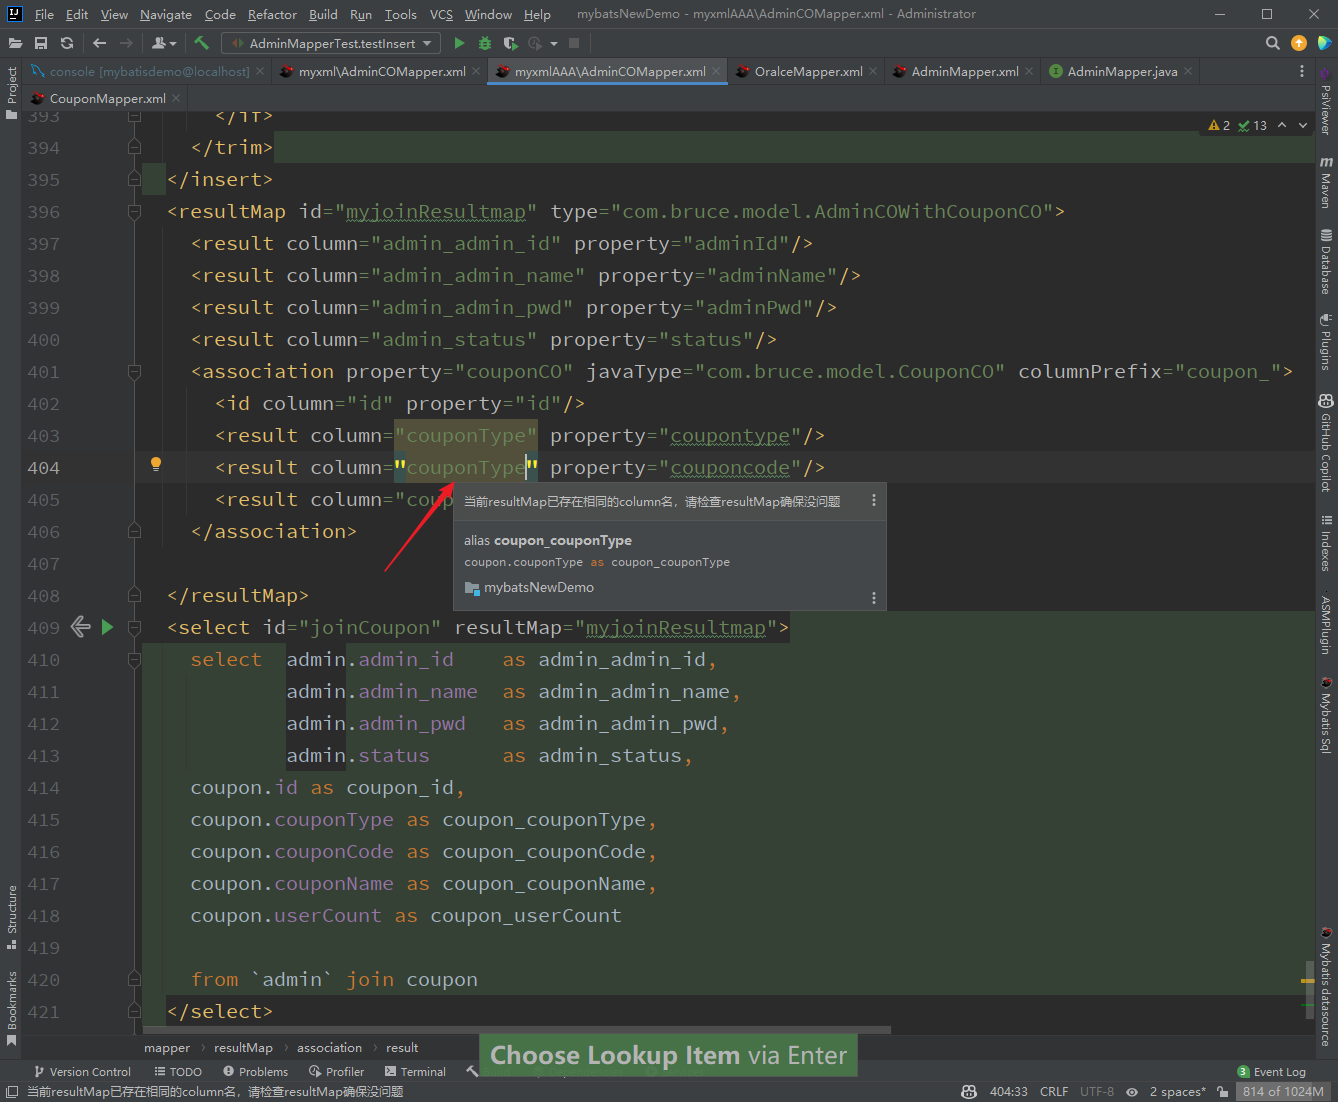 File Edit View Navigate Code Refactor Build Run Tools VCS Window Help mybatsNewDemo - myxmlAAA\AdminCOMapper.xml - Administrator
AdminMapperTest.testInsert
console [mybatisdemo@localhost] myxml\AdminCOMapper.xml myxmlAAA\AdminCOMapper.xml OralceMapper.xml AdminMapper.xml AdminMapper.java
CouponMapper.xml
2 13
393 </if>
394 </trim>
395 </insert>
396 <resultMap id="myjoinResultmap" type="com.bruce.model.AdminCOWithCouponCO">
397 <result column="admin_admin_id" property="adminId"/>
398 <result column="admin_admin_name" property="adminName"/>
399 <result column="admin_admin_pwd" property="adminPwd"/>
400 <result column="admin_status" property="status"/>
401 <association property="couponCO" javaType="com.bruce.model.CouponCO" columnPrefix="coupon_">
402 <id column="id" property="id"/>
403 <result column="couponType" property="coupontype"/>
404 <result column="couponType" property="couponcode"/>
405 <result column="coup
当前resultMap已存在相同的column名，请检查resultMap确保没问题
alias coupon_couponType
coupon.couponType as coupon_couponType
mybatsNewDemo
406 </association>
407
408 </resultMap>
409 <select id="joinCoupon" resultMap="myjoinResultmap">
410 select admin.admin_id as admin_admin_id,
411 admin.admin_name as admin_admin_name,
412 admin.admin_pwd as admin_admin_pwd,
413 admin.status as admin_status,
414 coupon.id as coupon_id,
415 coupon.couponType as coupon_couponType,
416 coupon.couponCode as coupon_couponCode,
417 coupon.couponName as coupon_couponName,
418 coupon.userCount as coupon_userCount
419
420 from `admin` join coupon
421 </select>
mapper resultMap association result
Choose Lookup Item via Enter
Version Control TODO Problems Profiler Terminal
Event Log
3
当前resultMap已存在相同的column名，请检查resultMap确保没问题
404:33 CRLF UTF-8 2 spaces* 814 of 1024M
Project
Structure
Bookmarks
PsiViewer
m
Maven
Database
Plugins
GitHub Copilot
Indexes
ASMPlugin
Mybatis Sql
Mybatis datasource